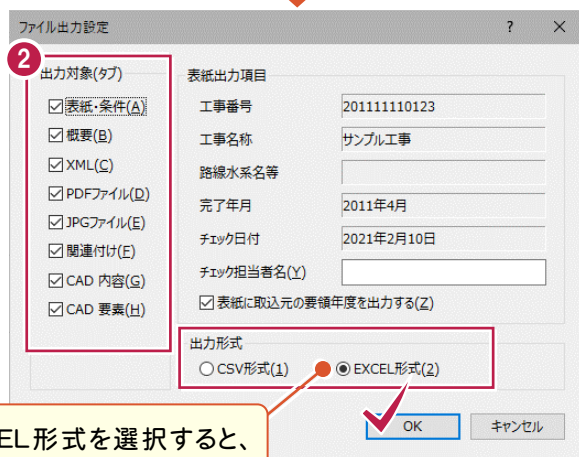 ファイル出力設定 ? ×
2
出力対象(タブ)
表紙・条件(A)
概要(B)
XML(C)
PDFファイル(D)
JPGファイル(E)
関連付け(F)
CAD 内容(G)
CAD 要素(H)
表紙出力項目
工事番号 201111110123
工事名称 サンプル工事
路線水系名等
完了年月 2011年4月
チェック日付 2021年2月10日
チェック担当者名(Y)
表紙に取込元の要領年度を出力する(Z)
出力形式
CSV形式(1) EXCEL形式(2)
OK キャンセル
EL形式を選択すると、